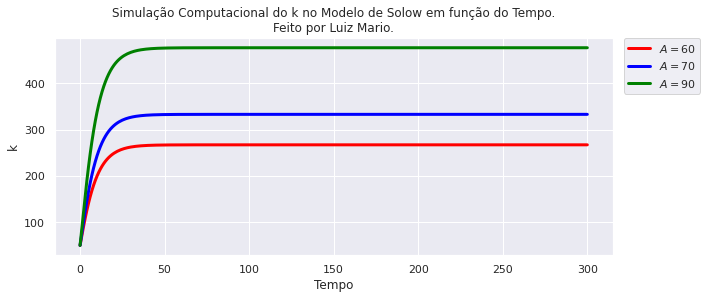 Simulação Computacional do k no Modelo de Solow em função do Tempo.
Feito por Luiz Mario.
A = 60
A = 70
A = 90
400
300
200
100
k
0 50 100 150 200 250 300
Tempo